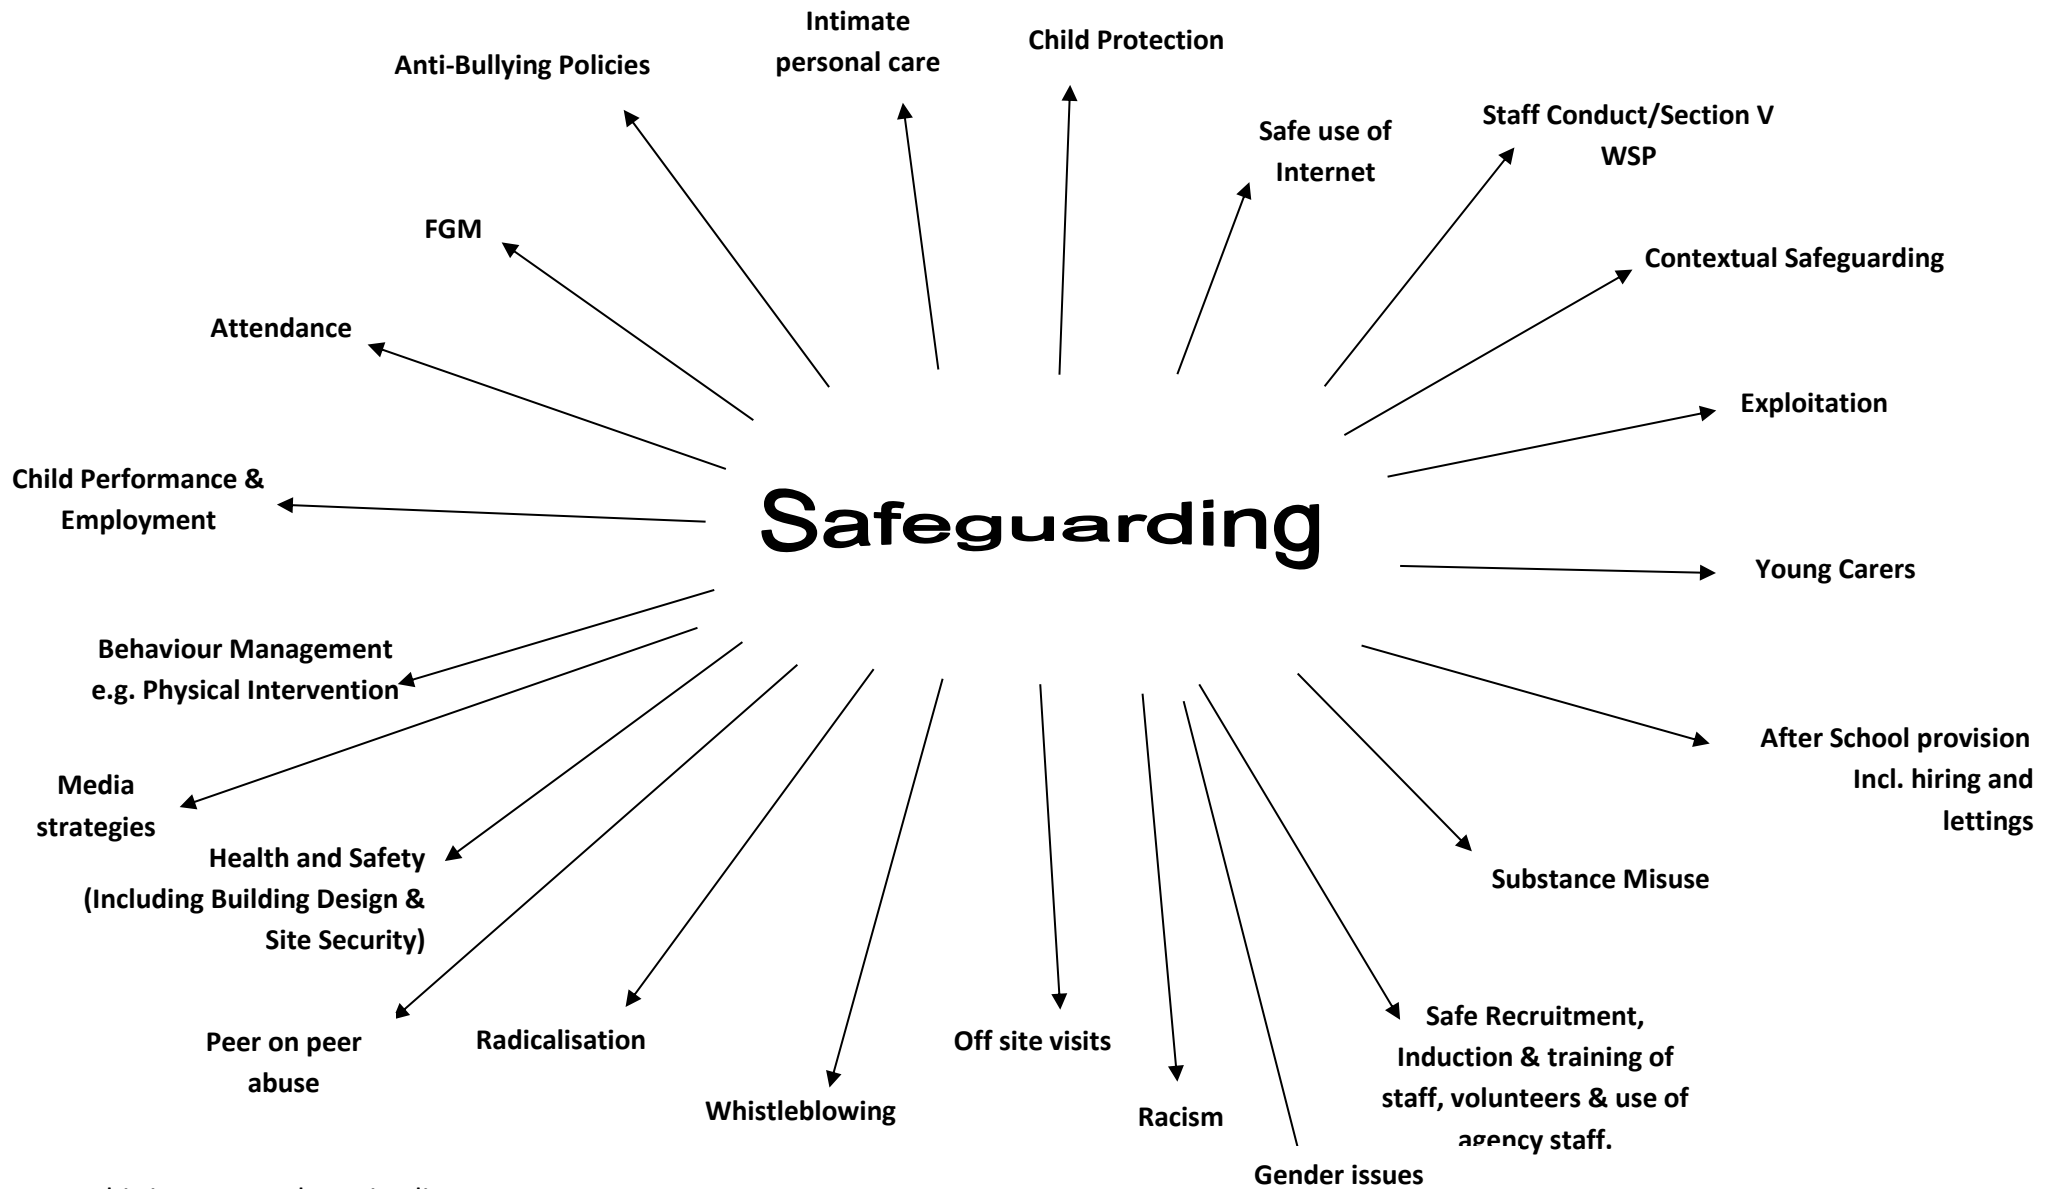 Intimate
personal care
Child Protection
Anti-Bullying Policies
Safe use of
Internet
Staff Conduct/Section V
WSP
FGM
Contextual Safeguarding
Attendance
Exploitation
Child Performance &
Employment
Safeguarding
Young Carers
Behaviour Management
e.g. Physical Intervention
After School provision
Incl. hiring and
lettings
Media
strategies
Health and Safety
(Including Building Design &
Site Security)
Substance Misuse
Peer on peer
abuse
Radicalisation
Whistleblowing
Off site visits
Racism
Safe Recruitment,
Induction & training of
staff, volunteers & use of
agency staff.
Gender issues